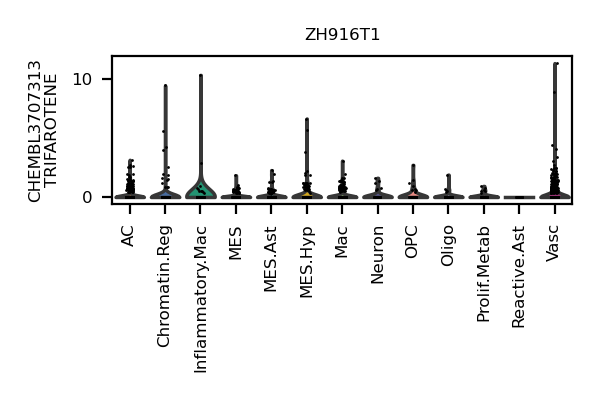 ZH916T1
CHEMBL3707313
TRIFAROTENE
10
0
AC
Chromatin.Reg
Inflammatory.Mac
MES
MES.Ast
MES.Hyp
Mac
Neuron
OPC
Oligo
Prolif.Metab
Reactive.Ast
Vasc